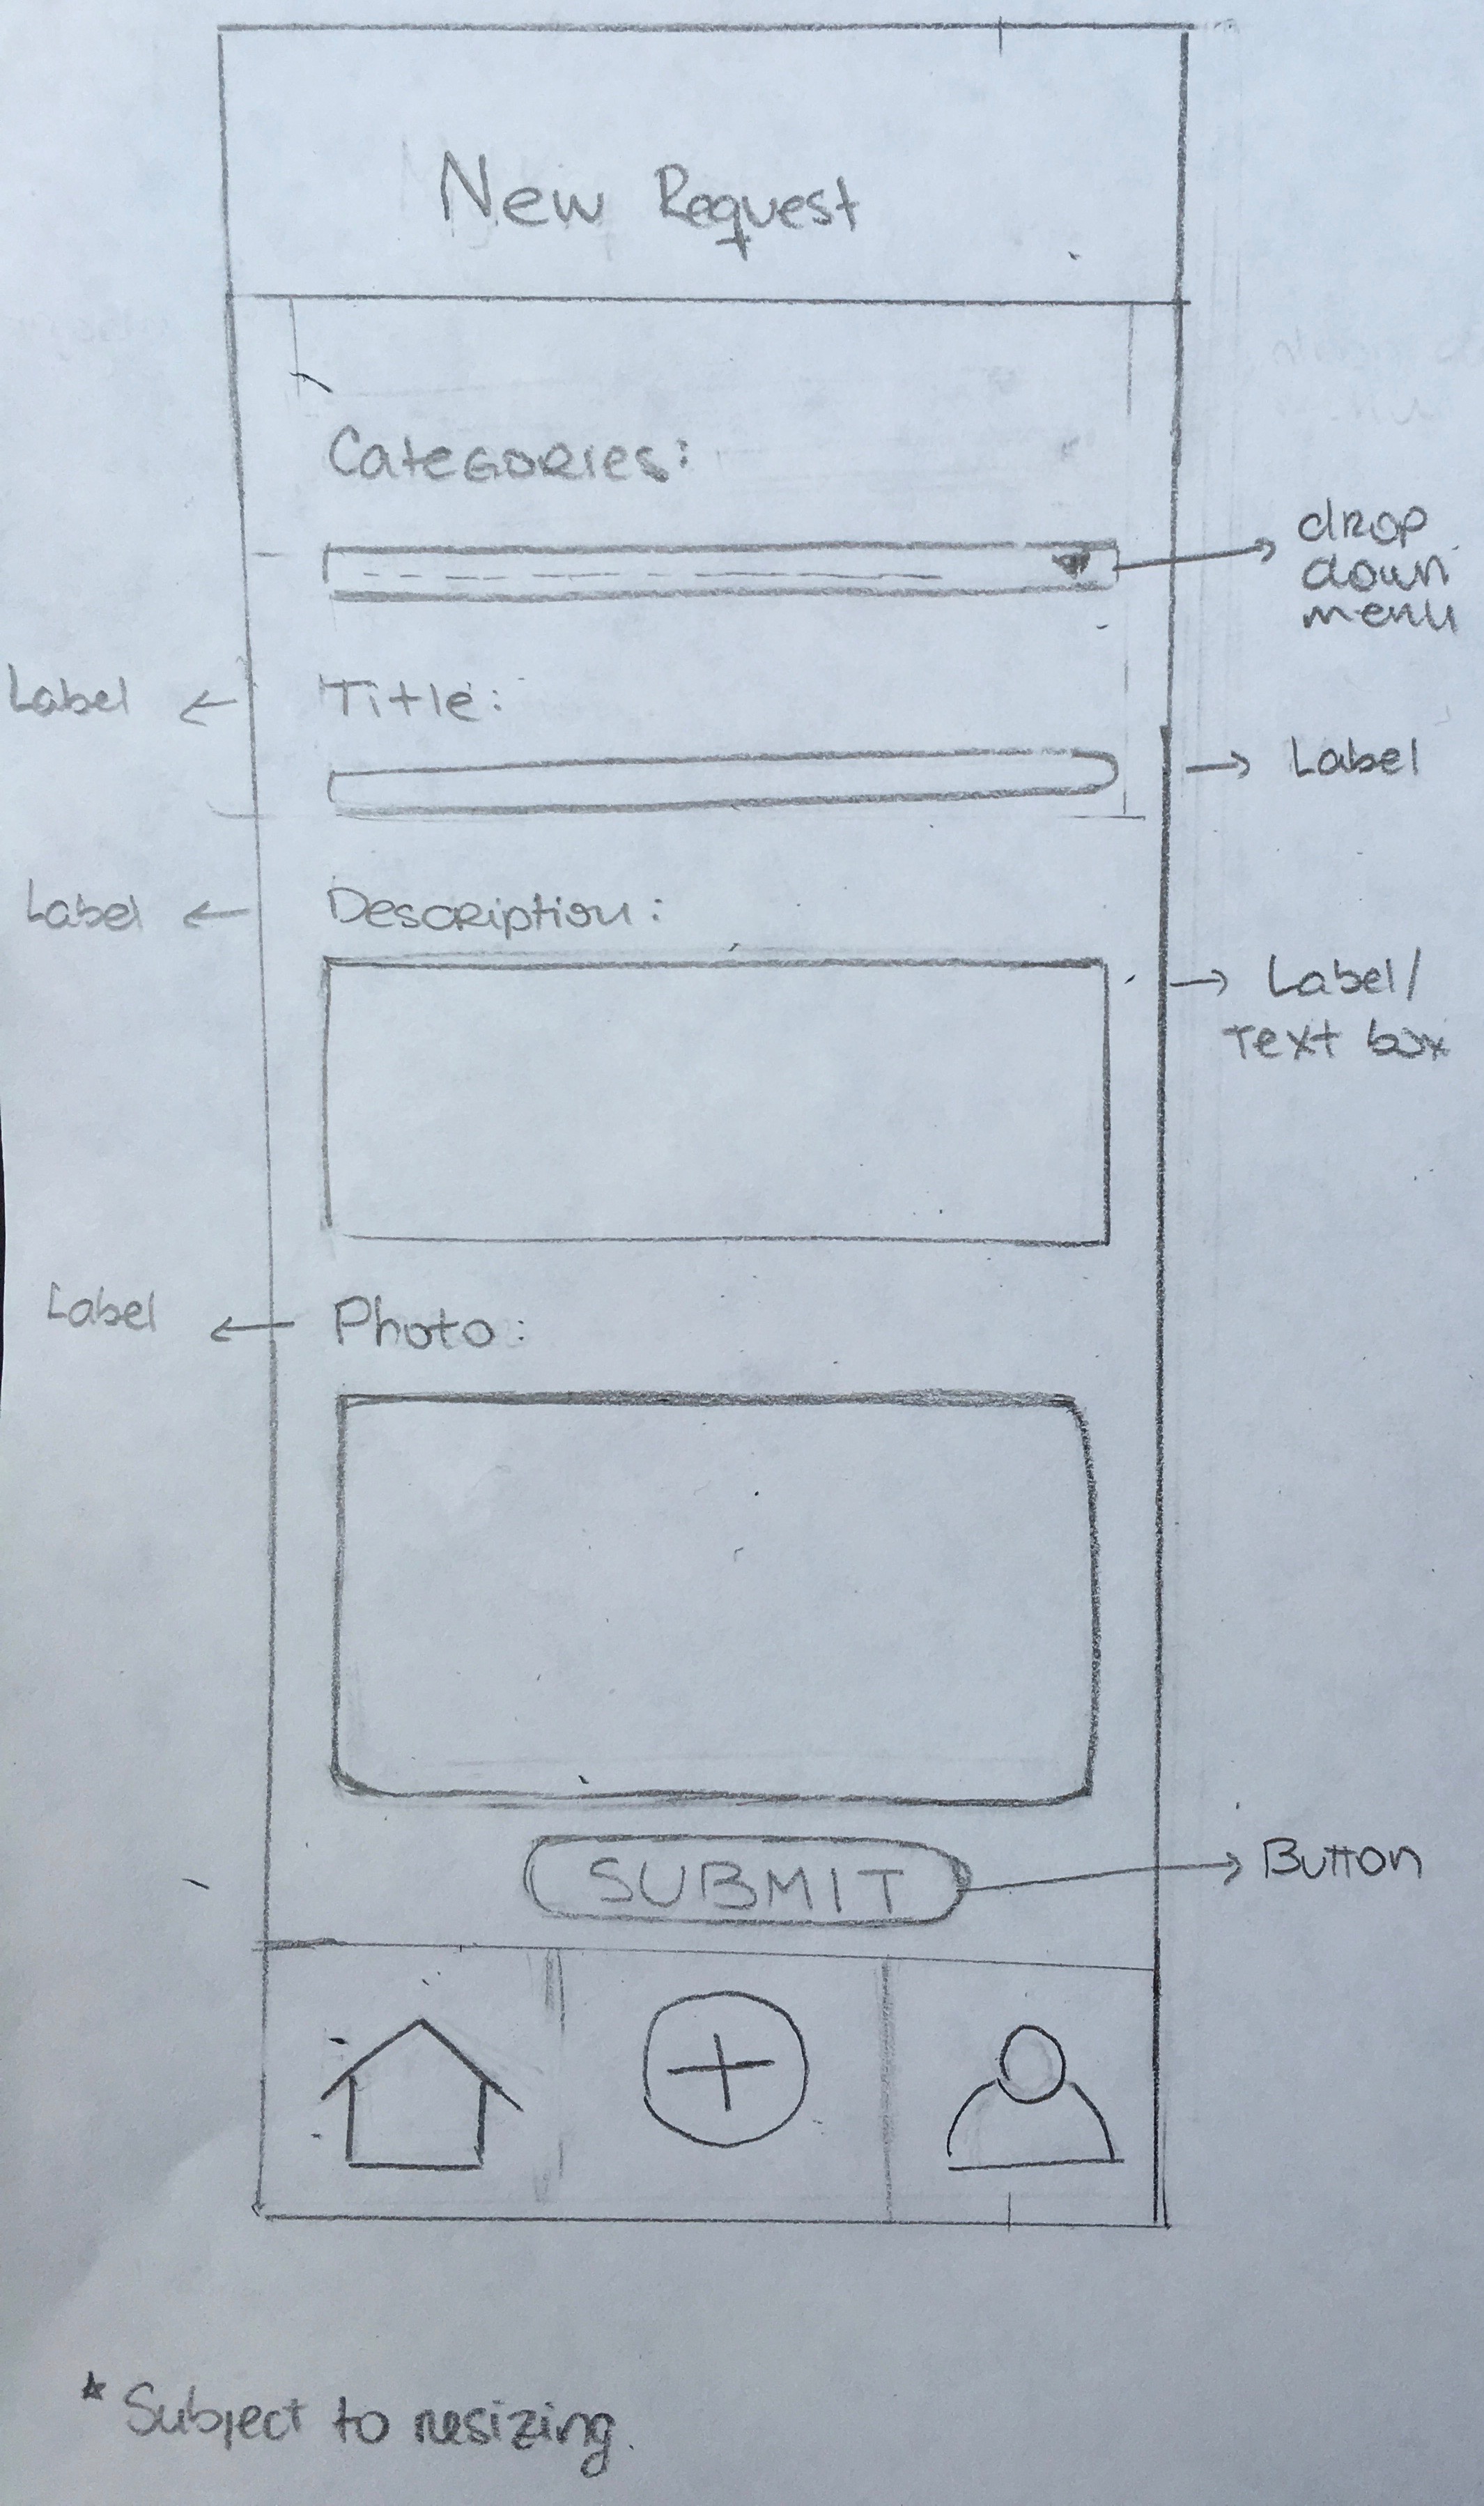 New Request
Categories:
drop
down
menu
Label
Title:
Label
Label
Description:
Label/
Text box
Label
Photo:
SUBMIT
Button
* Subject to resizing.